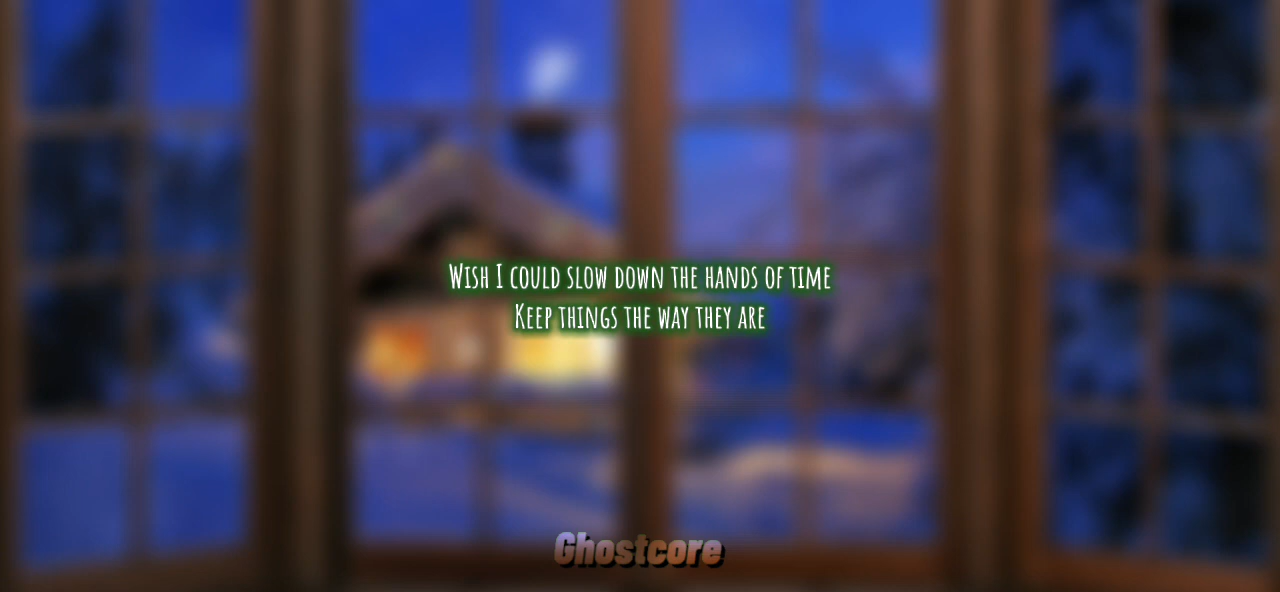 Wish I could slow down the hands of time
Keep things the way they are
Ghostcore